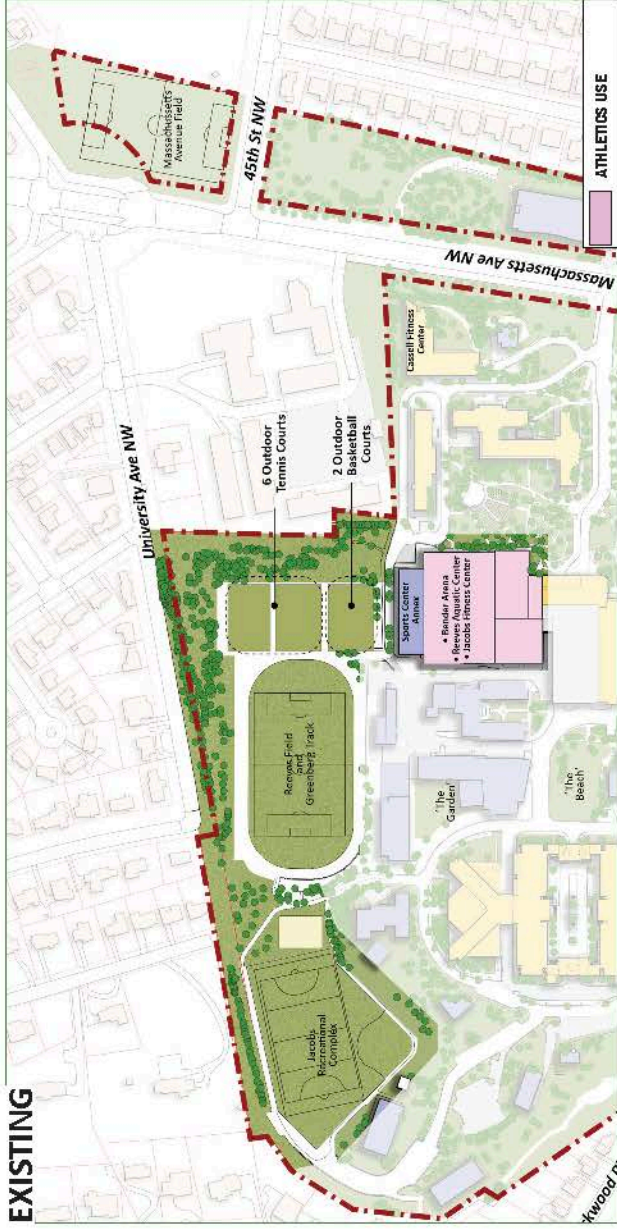 EXISTING
Massachusetts
Avenue Field
45th St NW
University Ave NW
Massachusetts Ave NW
6 Outdoor
Tennis Courts
2 Outdoor
Basketball
Courts
Cassell Fitness
Center
Reeves Field
and
Greenberg Track
Sports Center
Annex
• Bender Arena
• Reeves Aquatic Center
• Jacobs Fitness Center
Jacobs
Recreational
Complex
'The
Garden'
'The
Beach'
ATHLETICS USE